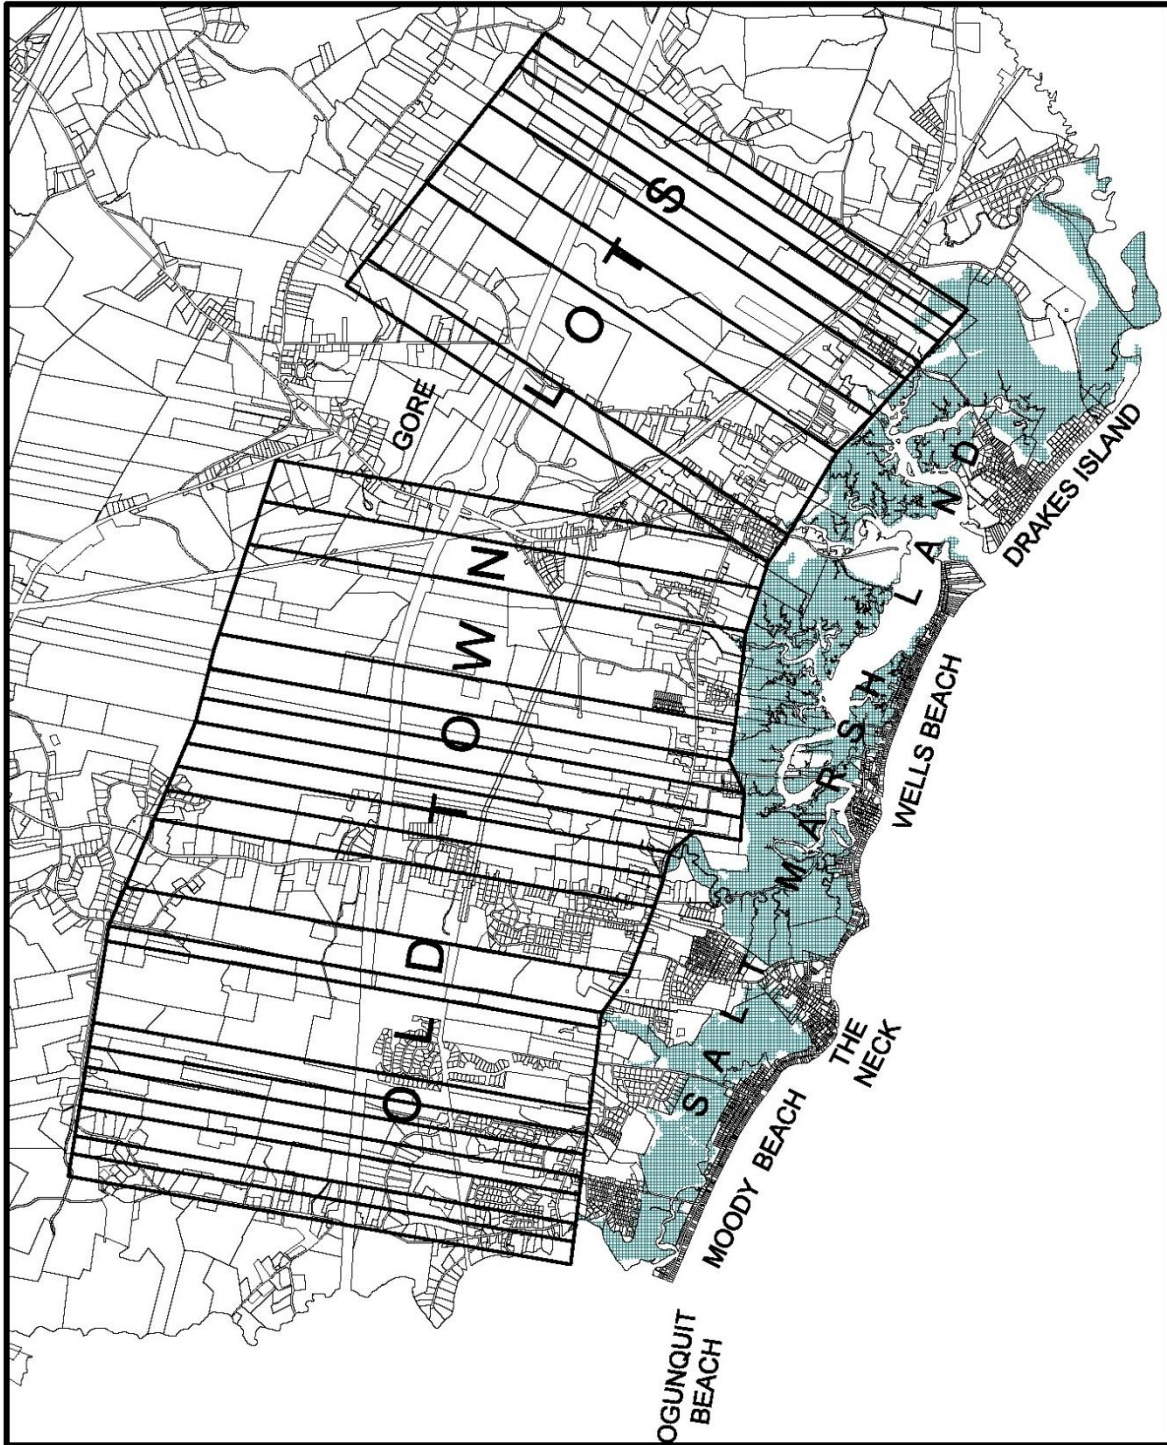 OLD TOWN LOTS
GORE
SALT MARSH LAND
OGUNQUIT
BEACH
MOODY BEACH
THE
NECK
WELLS BEACH
DRAKES ISLAND